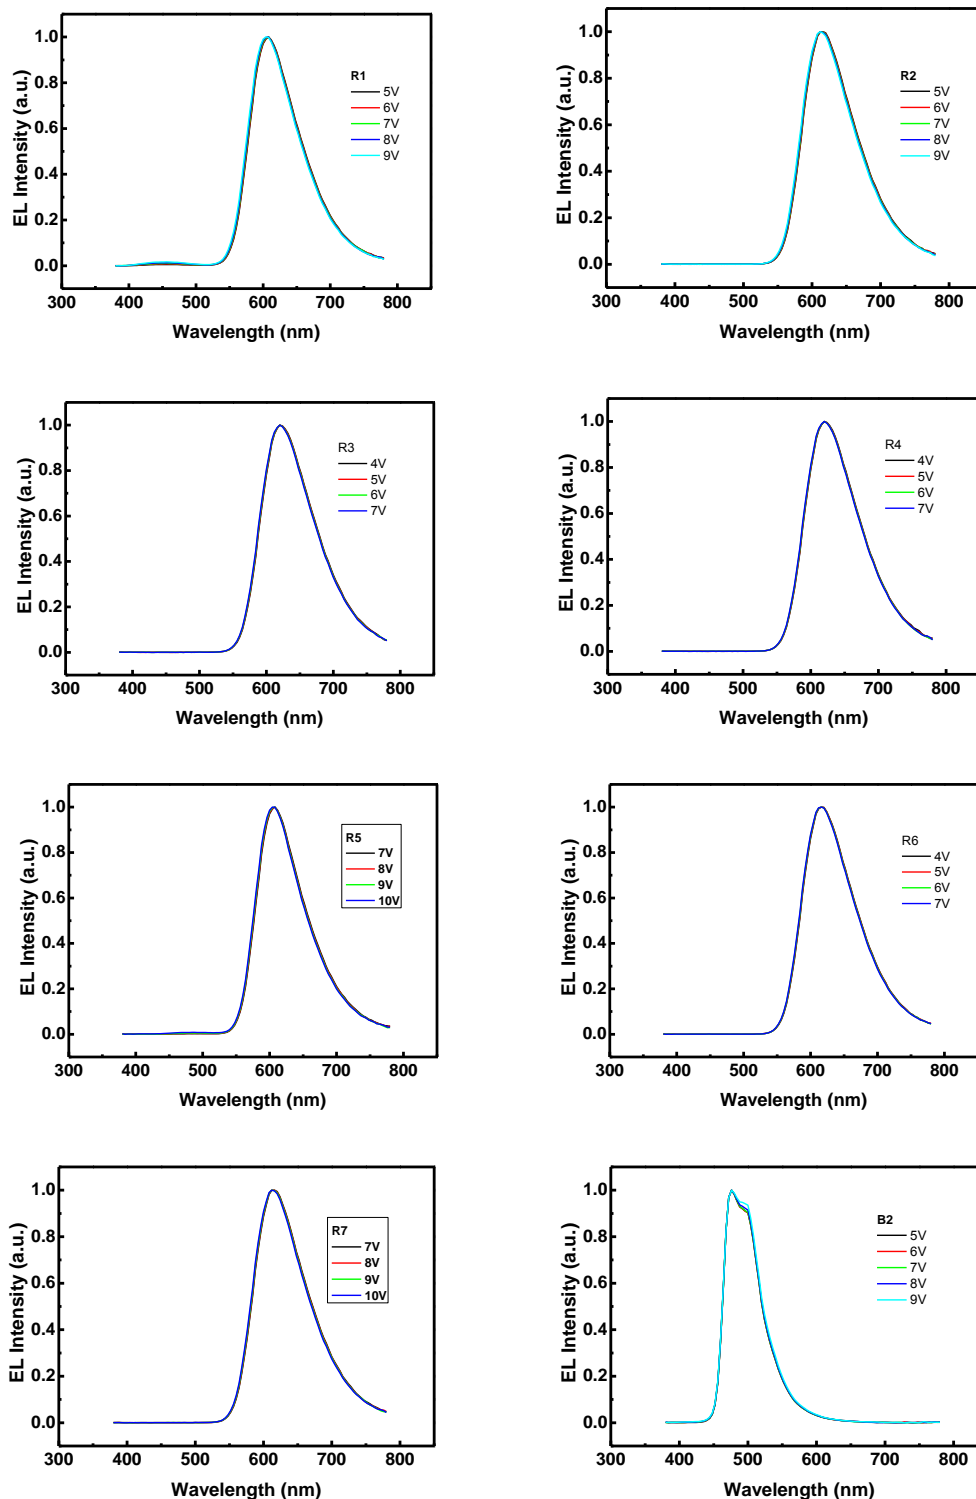 EL Intensity (a.u.)
1.0
0.8
0.6
0.4
0.2
0.0
R1
5V
6V
7V
8V
9V
300 400 500 600 700 800
Wavelength (nm)
EL Intensity (a.u.)
1.0
0.8
0.6
0.4
0.2
0.0
R2
5V
6V
7V
8V
9V
300 400 500 600 700 800
Wavelength (nm)
EL Intensity (a.u.)
1.0
0.8
0.6
0.4
0.2
0.0
R3
4V
5V
6V
7V
300 400 500 600 700 800
Wavelength (nm)
EL Intensity (a.u.)
1.0
0.8
0.6
0.4
0.2
0.0
R4
4V
5V
6V
7V
300 400 500 600 700 800
Wavelength (nm)
EL Intensity (a.u.)
1.0
0.8
0.6
0.4
0.2
0.0
R5
7V
8V
9V
10V
300 400 500 600 700 800
Wavelength (nm)
EL Intensity (a.u.)
1.0
0.8
0.6
0.4
0.2
0.0
R6
4V
5V
6V
7V
300 400 500 600 700 800
Wavelength (nm)
EL Intensity (a.u.)
1.0
0.8
0.6
0.4
0.2
0.0
R7
7V
8V
9V
10V
300 400 500 600 700 800
Wavelength (nm)
EL Intensity (a.u.)
1.0
0.8
0.6
0.4
0.2
0.0
B2
5V
6V
7V
8V
9V
300 400 500 600 700 800
Wavelength (nm)